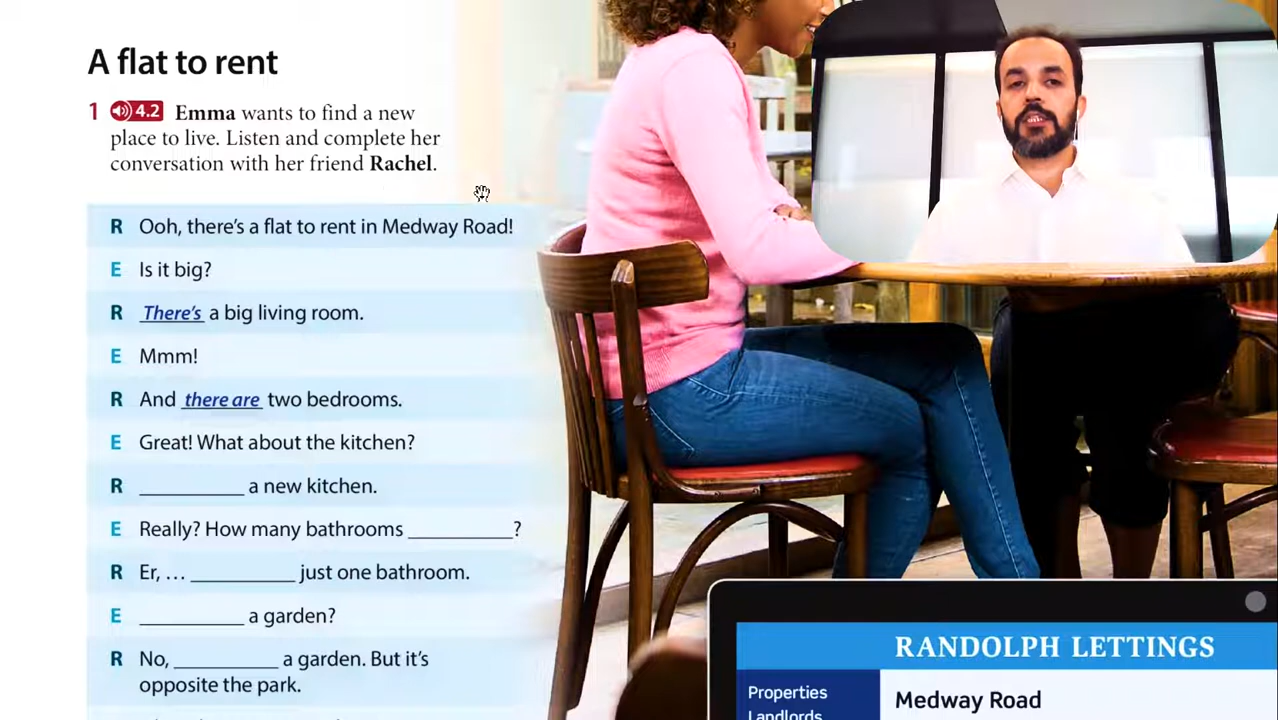 A flat to rent
1 4.2 Emma wants to find a new
place to live. Listen and complete her
conversation with her friend Rachel.
R Ooh, there's a flat to rent in Medway Road!
E Is it big?
R There's a big living room.
E Mmm!
R And there are two bedrooms.
E Great! What about the kitchen?
R __________ a new kitchen.
E Really? How many bathrooms __________?
R Er, … __________ just one bathroom.
E __________ a garden?
R No, __________ a garden. But it's
opposite the park.
RANDOLPH LETTINGS
Properties
Landlords
Medway Road